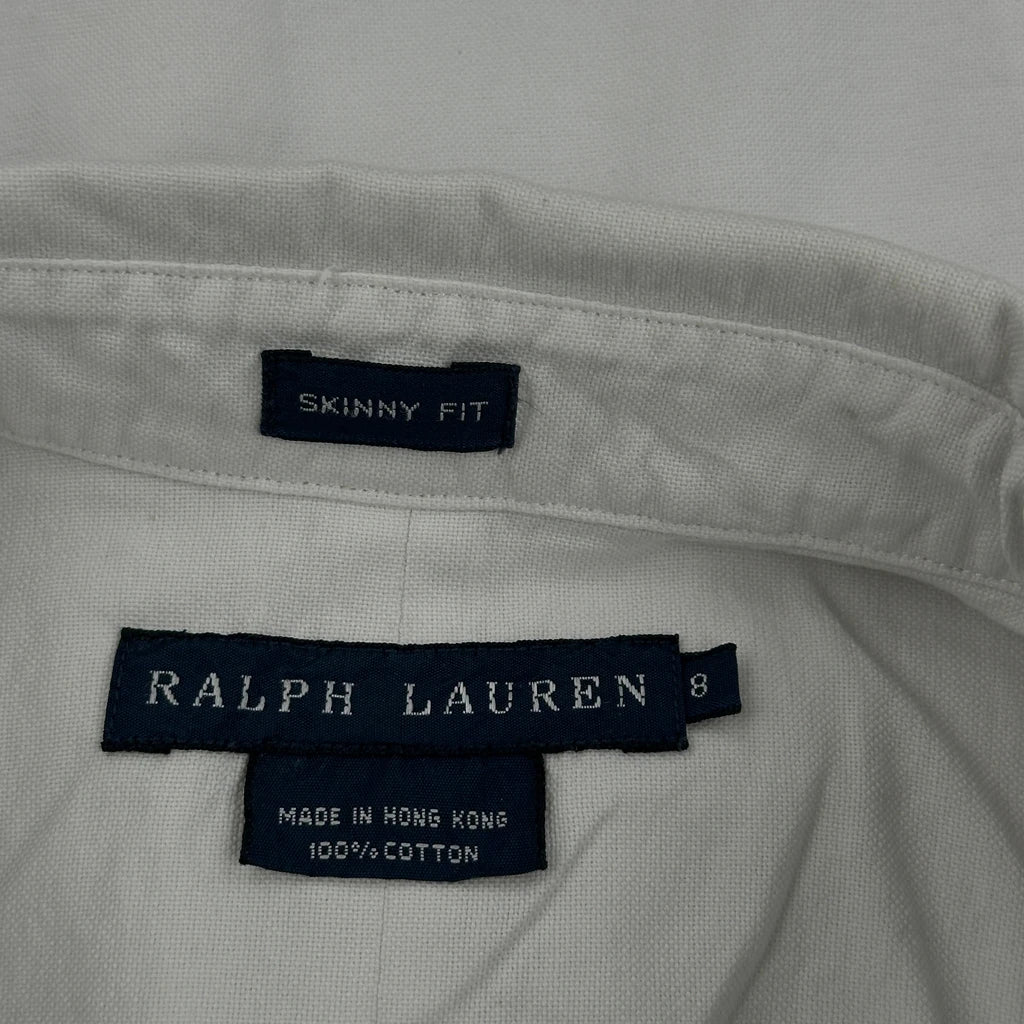 SKINNY FIT
RALPH LAUREN 8
MADE IN HONG KONG
100% COTTON